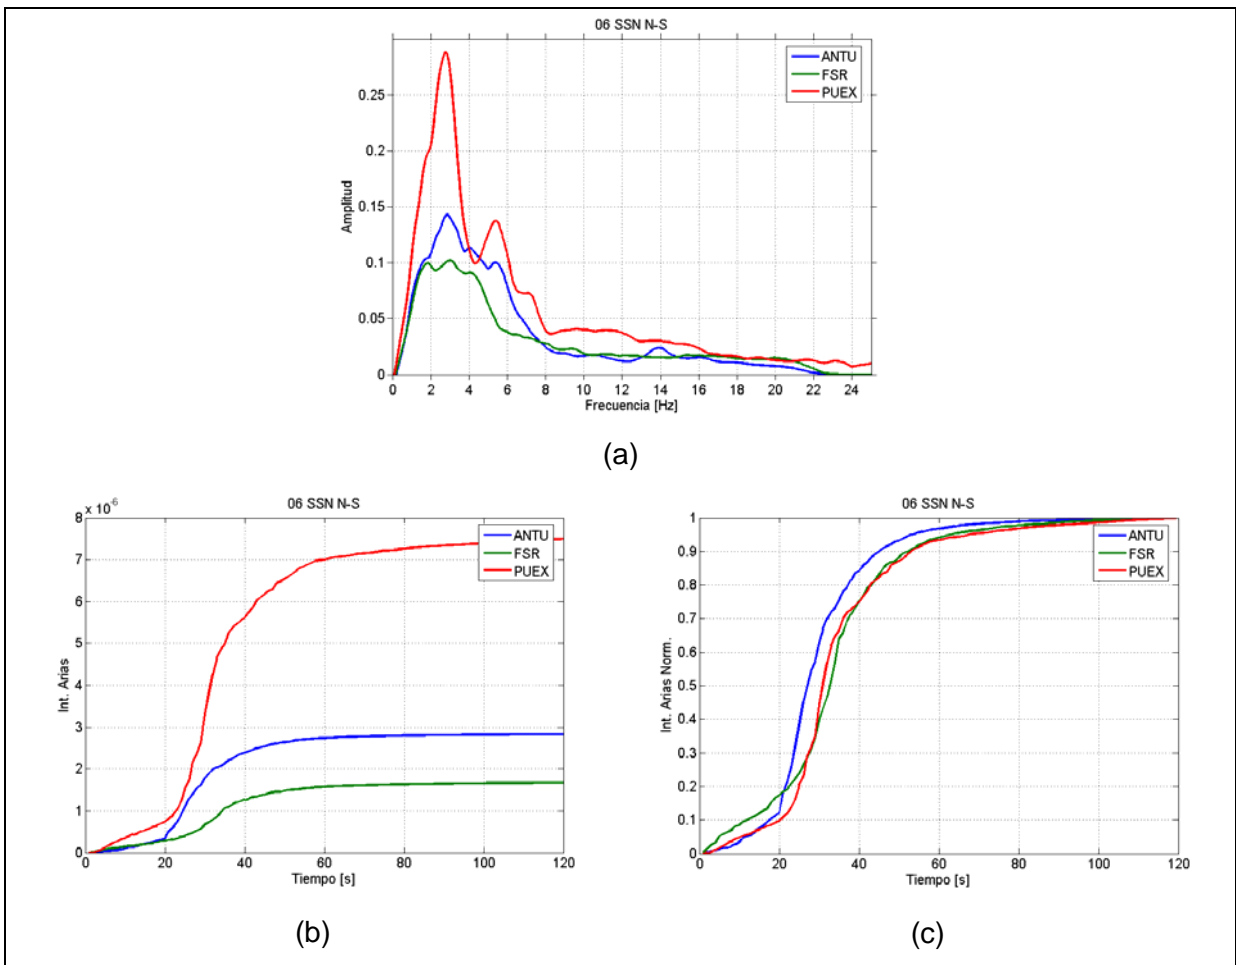 06 SSN N-S
ANTU
FSR
PUEX
0.25
0.2
0.15
0.1
0.05
0
0 2 4 6 8 10 12 14 16 18 20 22 24
Amplitud
Frecuencia [Hz]
(a)
06 SSN N-S
x 10^-6
ANTU
FSR
PUEX
8
7
6
5
4
3
2
1
0
0 20 40 60 80 100 120
Int. Arias
Tiempo [s]
(b)
06 SSN N-S
ANTU
FSR
PUEX
1
0.9
0.8
0.7
0.6
0.5
0.4
0.3
0.2
0.1
0
0 20 40 60 80 100 120
Int. Arias Norm.
Tiempo [s]
(c)